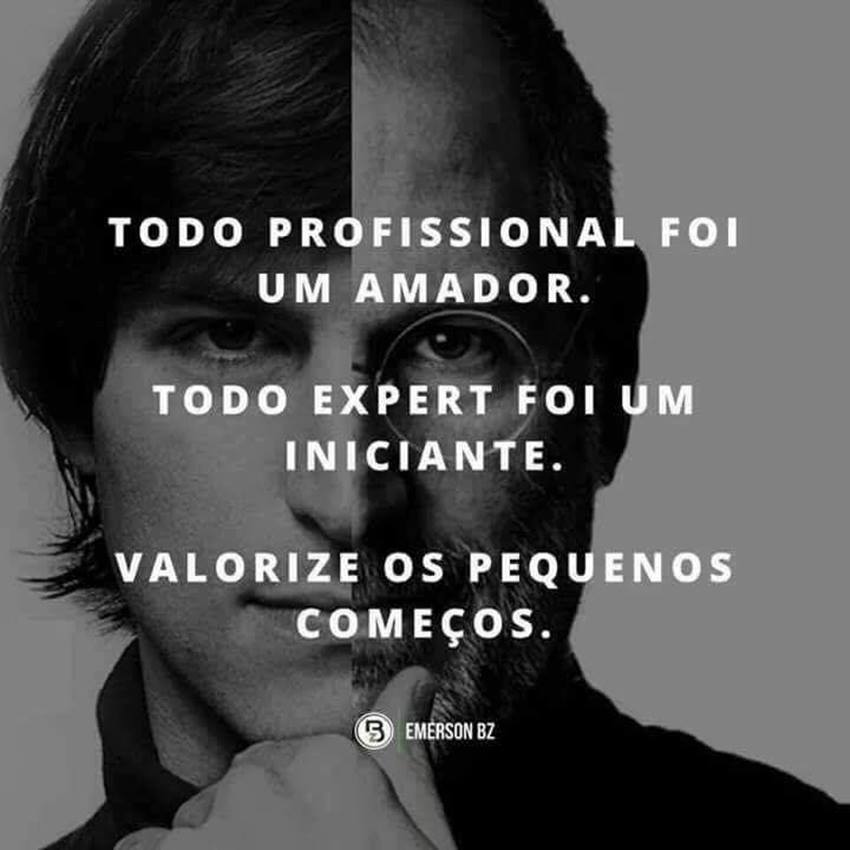 TODO PROFISSIONAL FOI
UM AMADOR.
TODO EXPERT FOI UM
INICIANTE.
VALORIZE OS PEQUENOS
COMEÇOS.
B EMERSON BZ